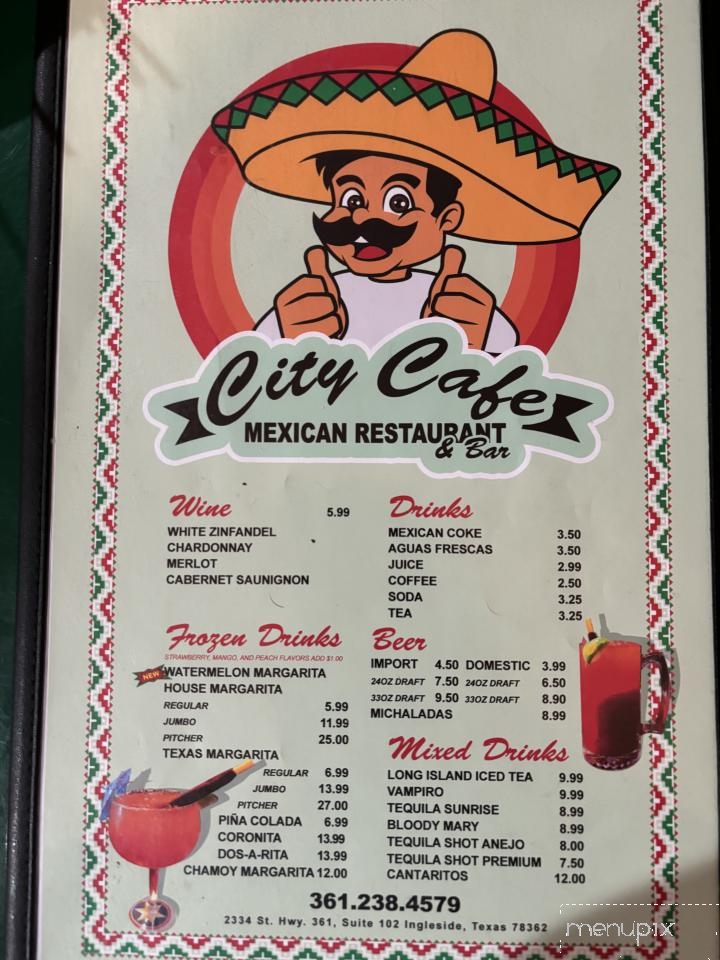 City Cafe
MEXICAN RESTAURANT
& Bar
Wine 5.99
WHITE ZINFANDEL
CHARDONNAY
MERLOT
CABERNET SAUNIGNON
Drinks
MEXICAN COKE 3.50
AGUAS FRESCAS 3.50
JUICE 2.99
COFFEE 2.50
SODA 3.25
TEA 3.25
Frozen Drinks
STRAWBERRY, MANGO, AND PEACH FLAVORS ADD $1.00
NEW WATERMELON MARGARITA
HOUSE MARGARITA
REGULAR 5.99
JUMBO 11.99
PITCHER 25.00
TEXAS MARGARITA
REGULAR 6.99
JUMBO 13.99
PITCHER 27.00
PIÑA COLADA 6.99
CORONITA 13.99
DOS-A-RITA 13.99
CHAMOY MARGARITA 12.00
Beer
IMPORT 4.50 DOMESTIC 3.99
24OZ DRAFT 7.50 24OZ DRAFT 6.50
33OZ DRAFT 9.50 33OZ DRAFT 8.90
MICHALADAS 8.99
Mixed Drinks
LONG ISLAND ICED TEA 9.99
VAMPIRO 9.99
TEQUILA SUNRISE 8.99
BLOODY MARY 8.99
TEQUILA SHOT ANEJO 8.00
TEQUILA SHOT PREMIUM 7.50
CANTARITOS 12.00
361.238.4579
2334 St. Hwy. 361, Suite 102 Ingleside, Texas 78362
menupix